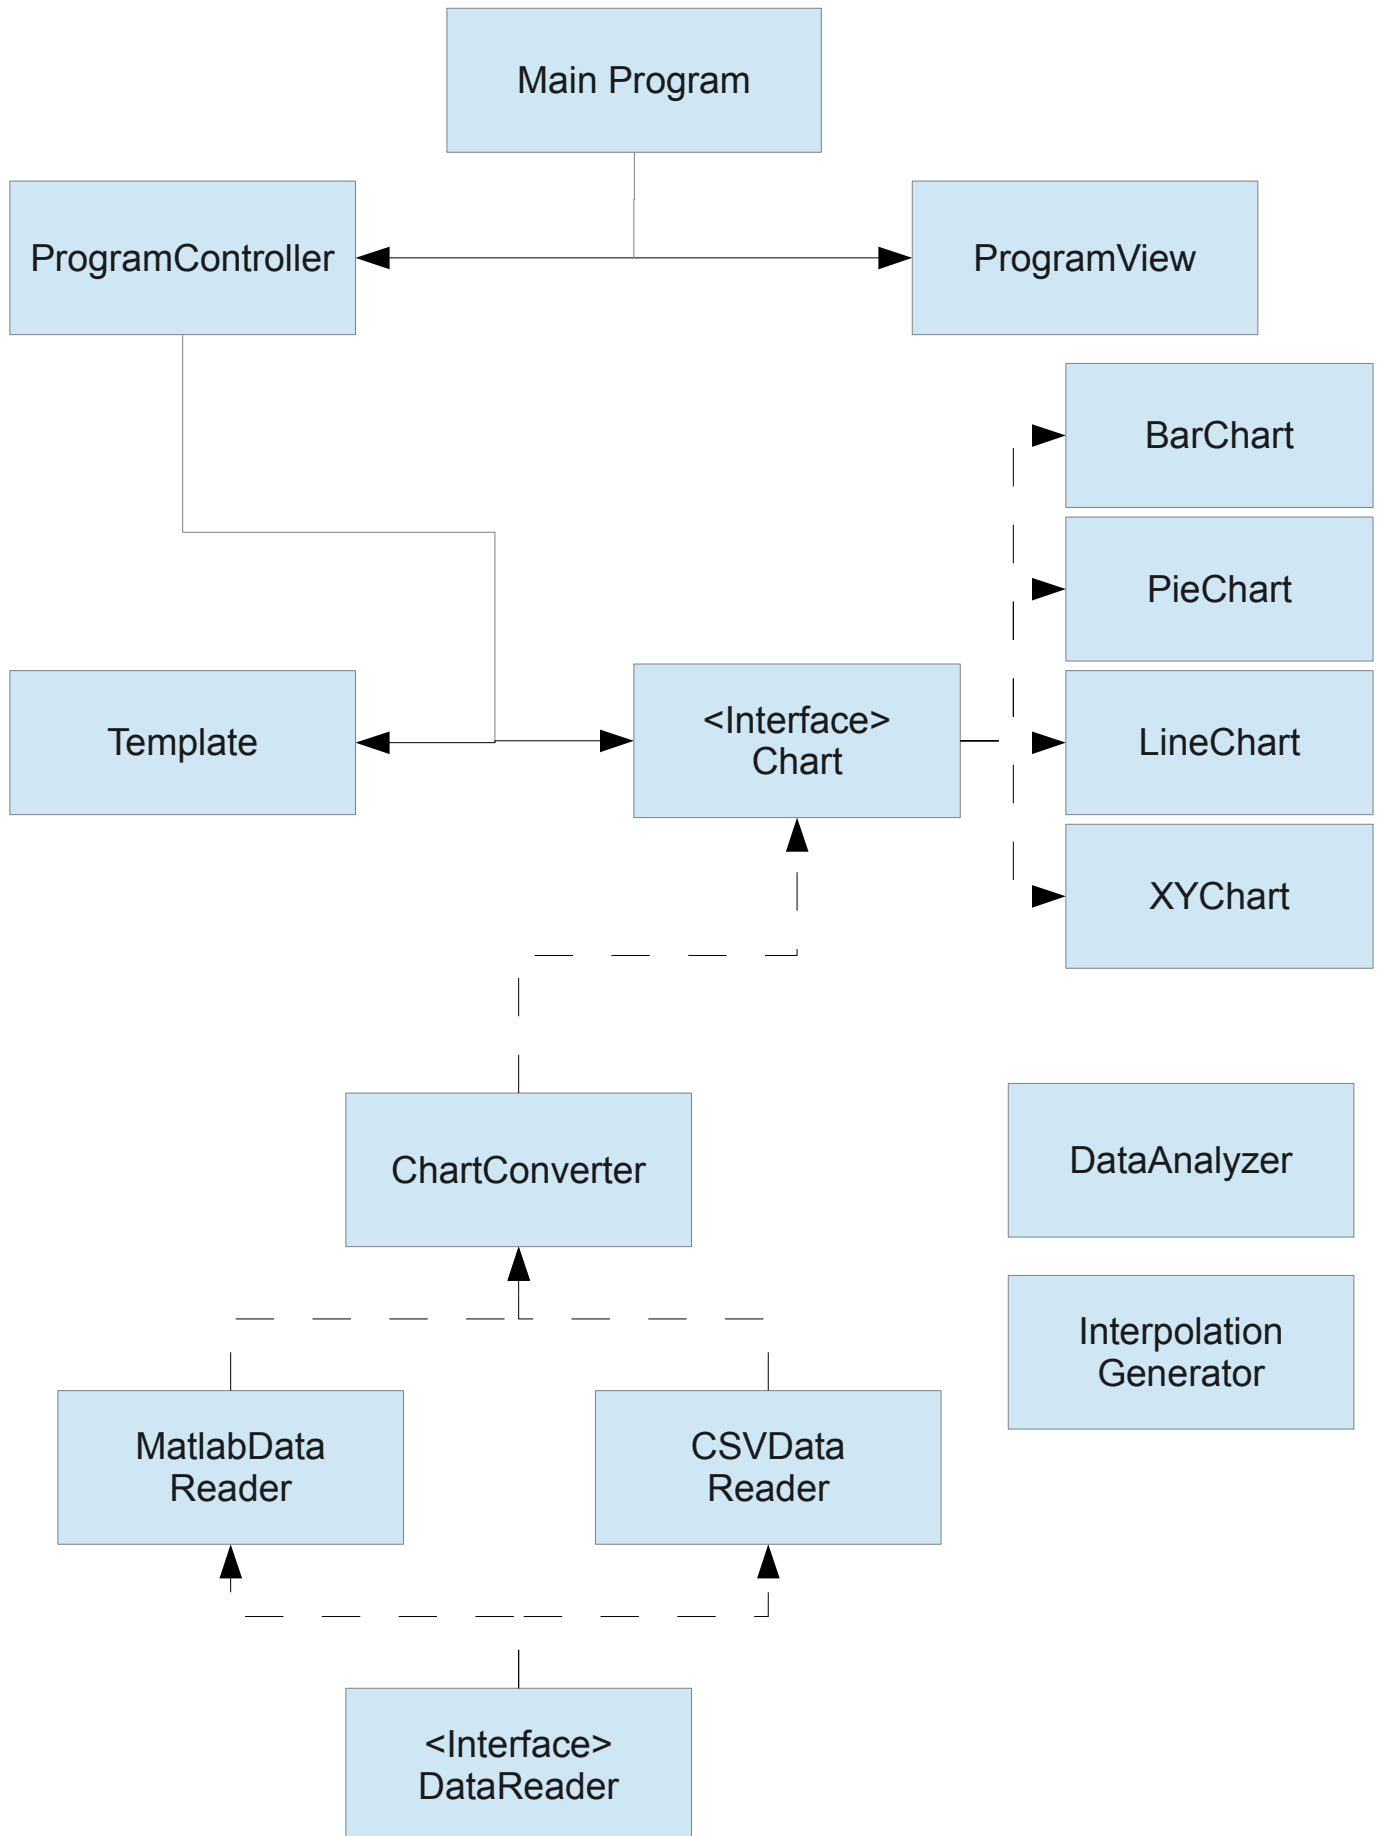 Main Program
ProgramController
ProgramView
BarChart
PieChart
Template
<Interface>
Chart
LineChart
XYChart
ChartConverter
DataAnalyzer
Interpolation
Generator
MatlabData
Reader
CSVData
Reader
<Interface>
DataReader